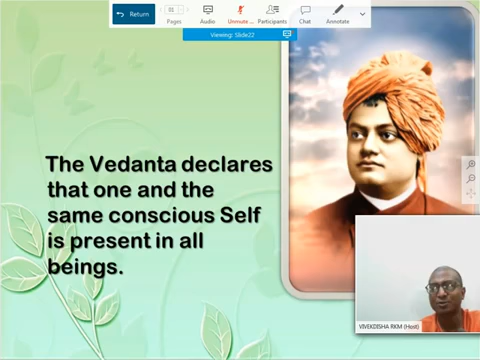 Return
Pages
Audio
Unmute ...
Participants
Chat
Annotate
Viewing: Slide22
The Vedanta declares
that one and the
same conscious Self
is present in all
beings.
VIVEKDISHA RKM (Host)